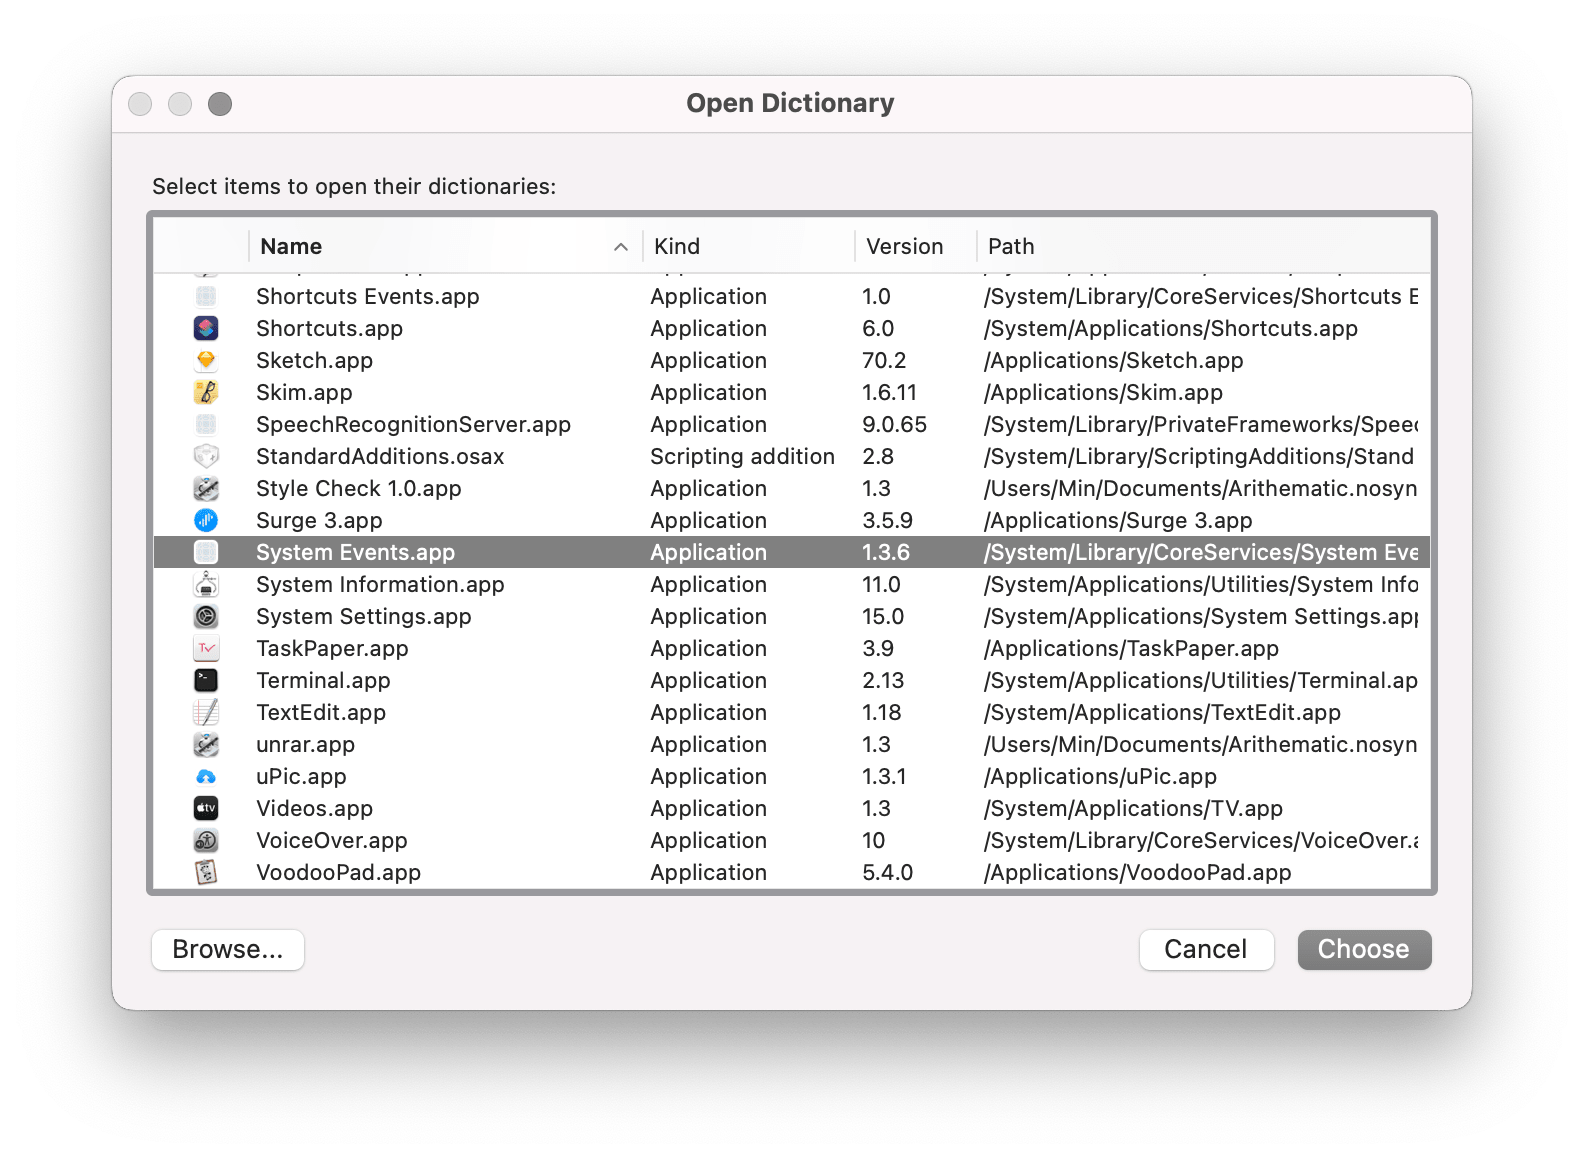 Open Dictionary
Select items to open their dictionaries:
Name Kind Version Path
Shortcuts Events.app Application 1.0 /System/Library/CoreServices/Shortcuts E
Shortcuts.app Application 6.0 /System/Applications/Shortcuts.app
Sketch.app Application 70.2 /Applications/Sketch.app
Skim.app Application 1.6.11 /Applications/Skim.app
SpeechRecognitionServer.app Application 9.0.65 /System/Library/PrivateFrameworks/Speec
StandardAdditions.osax Scripting addition 2.8 /System/Library/ScriptingAdditions/Stand
Style Check 1.0.app Application 1.3 /Users/Min/Documents/Arithematic.nosyn
Surge 3.app Application 3.5.9 /Applications/Surge 3.app
System Events.app Application 1.3.6 /System/Library/CoreServices/System Eve
System Information.app Application 11.0 /System/Applications/Utilities/System Info
System Settings.app Application 15.0 /System/Applications/System Settings.app
TaskPaper.app Application 3.9 /Applications/TaskPaper.app
Terminal.app Application 2.13 /System/Applications/Utilities/Terminal.ap
TextEdit.app Application 1.18 /System/Applications/TextEdit.app
unrar.app Application 1.3 /Users/Min/Documents/Arithematic.nosyn
uPic.app Application 1.3.1 /Applications/uPic.app
tv Videos.app Application 1.3 /System/Applications/TV.app
VoiceOver.app Application 10 /System/Library/CoreServices/VoiceOver.a
VoodooPad.app Application 5.4.0 /Applications/VoodooPad.app
Browse... Cancel Choose